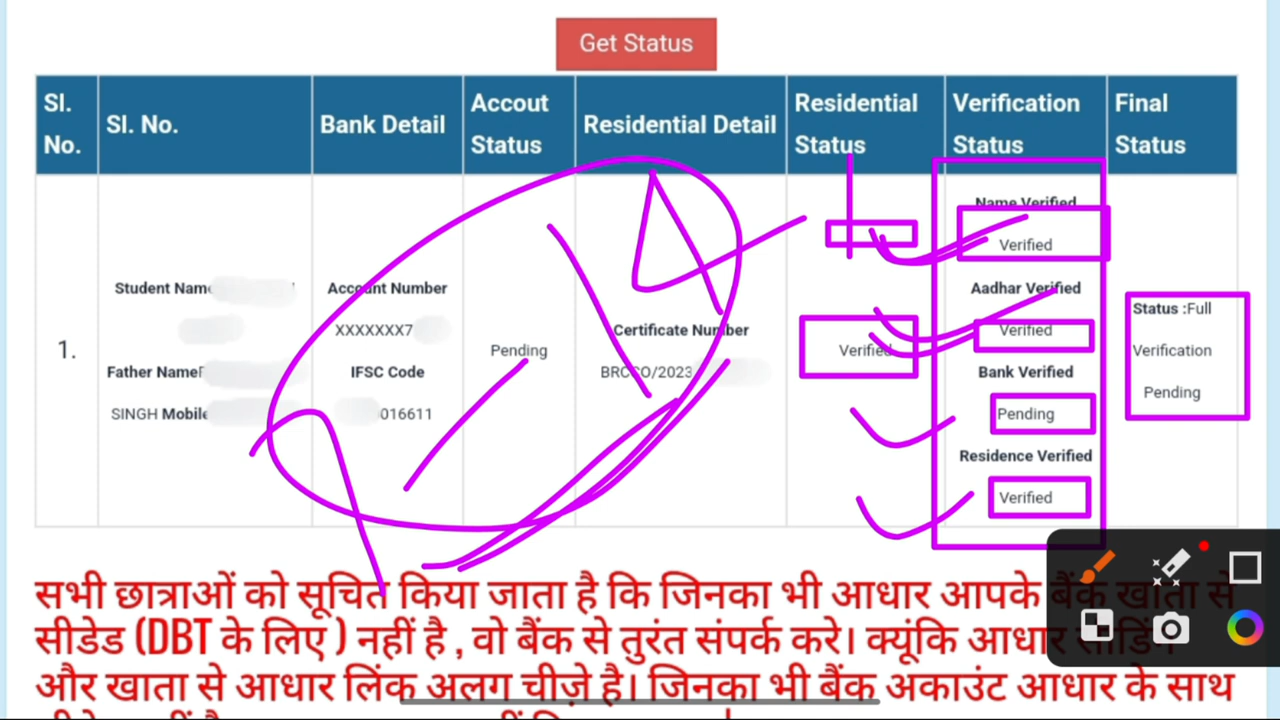 Get Status
Sl. No.
Sl. No.
Bank Detail
Accout Status
Residential Detail
Residential Status
Verification Status
Final Status
1.
Student Name
Father Name
SINGH Mobile
Account Number
XXXXXXX7
IFSC Code
016611
Pending
Certificate Number
BRCCO/2023
Verified
Name Verified
Verified
Aadhar Verified
Verified
Bank Verified
Pending
Residence Verified
Verified
Status :Full
Verification
Pending
सभी छात्राओं को सूचित किया जाता है कि जिनका भी आधार आपके बैंक खाता से
सीडेड (DBT के लिए ) नहीं है , वो बैंक से तुरंत संपर्क करे। क्यूंकि आधार सीडिंग
और खाता से आधार लिंक अलग चीज़े है। जिनका भी बैंक अकाउंट आधार के साथ